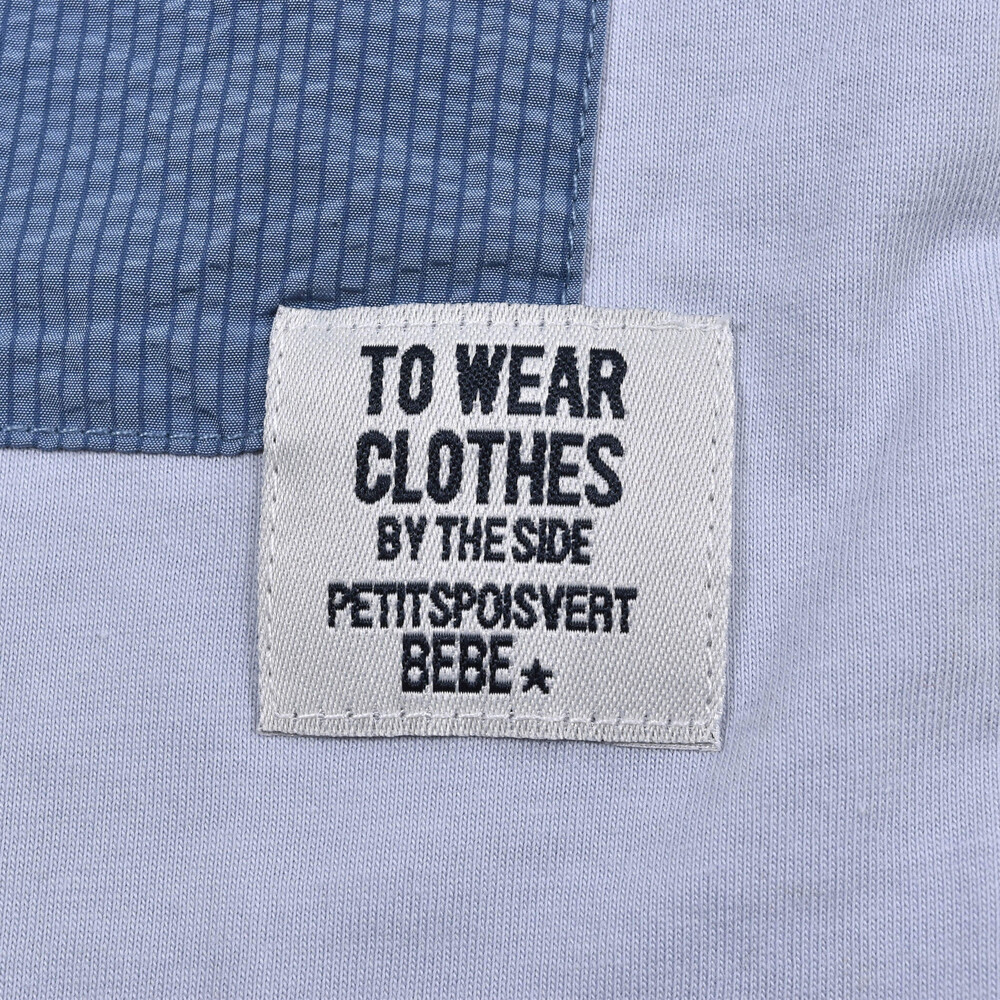 TO WEAR
CLOTHES
BY THE SIDE
PETITSPOISVERT
BEBE★